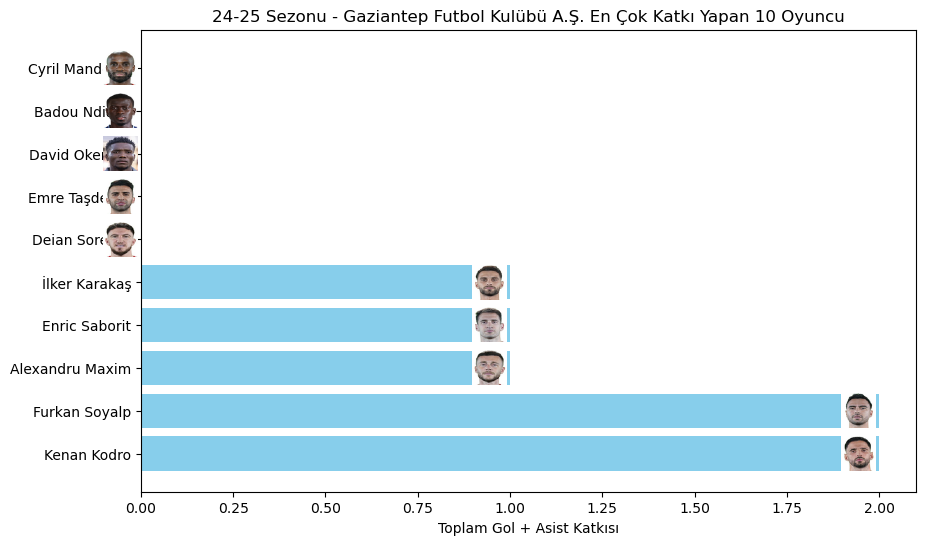 24-25 Sezonu - Gaziantep Futbol Kulübü A.Ş. En Çok Katkı Yapan 10 Oyuncu
Cyril Mand
Badou Ndi
David Oke
Emre Taşd
Deian Sor
İlker Karakaş
Enric Saborit
Alexandru Maxim
Furkan Soyalp
Kenan Kodro
0.00 0.25 0.50 0.75 1.00 1.25 1.50 1.75 2.00
Toplam Gol + Asist Katkısı